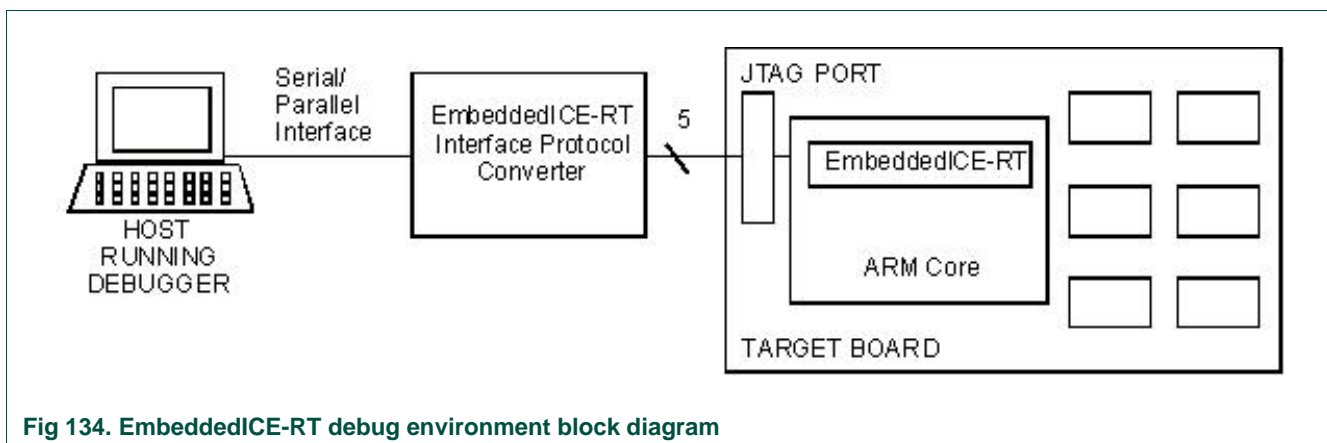 Serial/
Parallel
Interface
HOST
RUNNING
DEBUGGER
EmbeddedICE-RT
Interface Protocol
Converter
5
JTAG PORT
EmbeddedICE-RT
ARM Core
TARGET BOARD
Fig 134. EmbeddedICE-RT debug environment block diagram